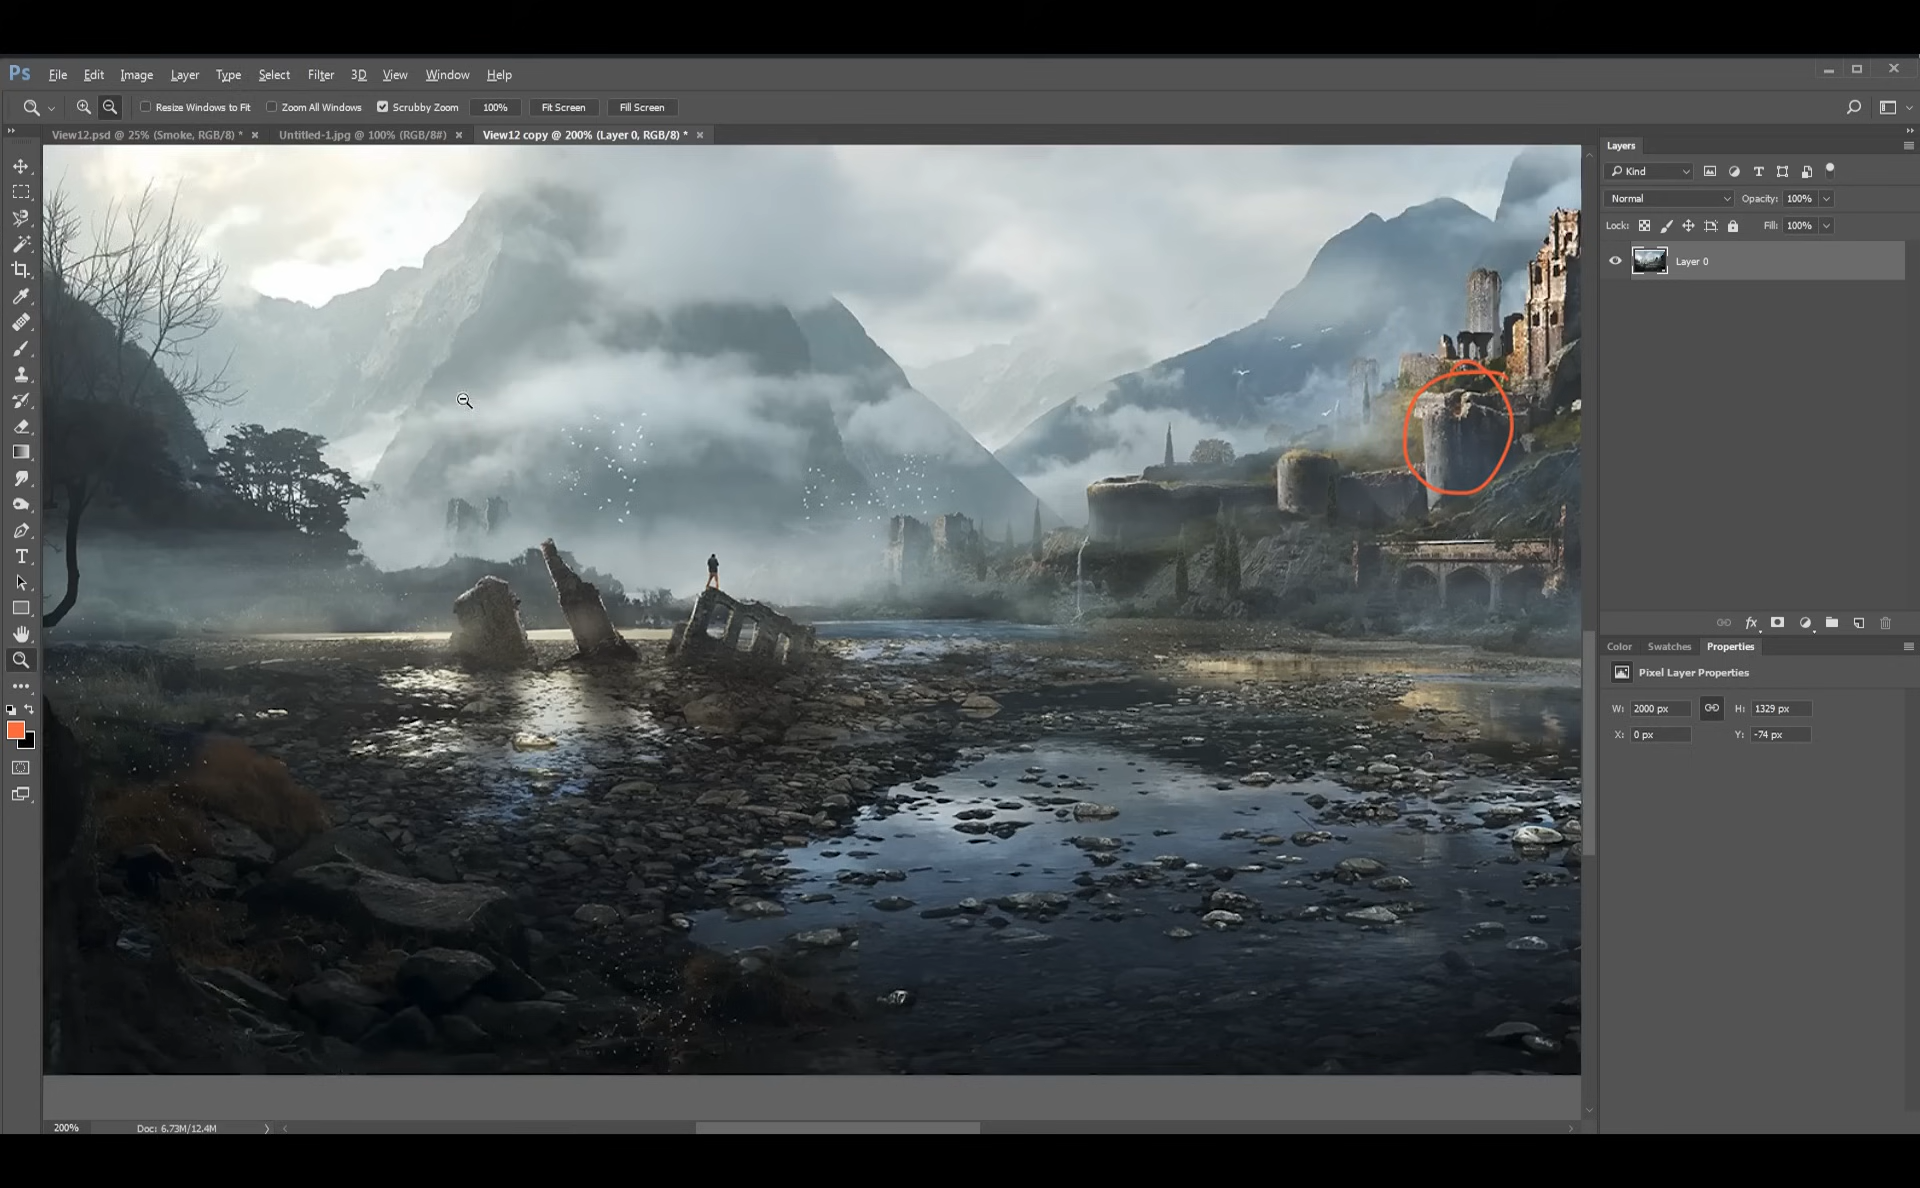 Ps File Edit Image Layer Type Select Filter 3D View Window Help
Resize Windows to Fit Zoom All Windows Scrubby Zoom 100% Fit Screen Fill Screen
View12.psd @ 25% (Smoke, RGB/8) * × Untitled-1.jpg @ 100% (RGB/8#) × View12 copy @ 200% (Layer 0, RGB/8) * ×
Layers
Kind
Normal Opacity: 100%
Lock: Fill: 100%
Layer 0
fx
Color Swatches Properties
Pixel Layer Properties
W: 2000 px H: 1329 px
X: 0 px Y: -74 px
200% Doc: 6.73M/12.4M